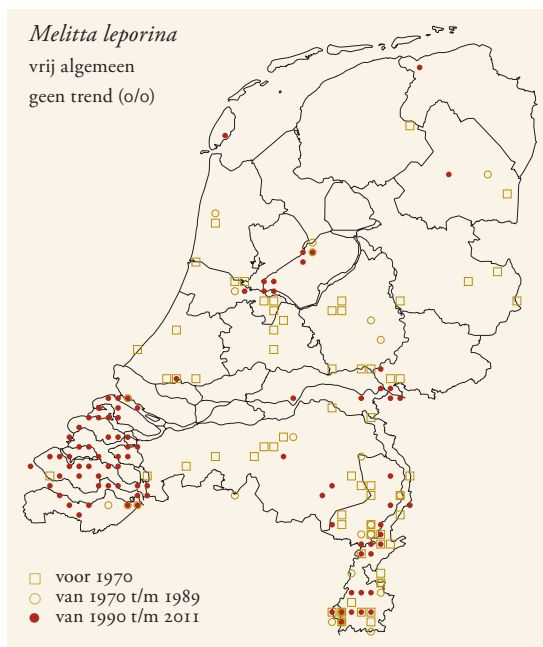 Melitta leporina
vrij algemeen
geen trend (0/0)
voor 1970
van 1970 t/m 1989
van 1990 t/m 2011